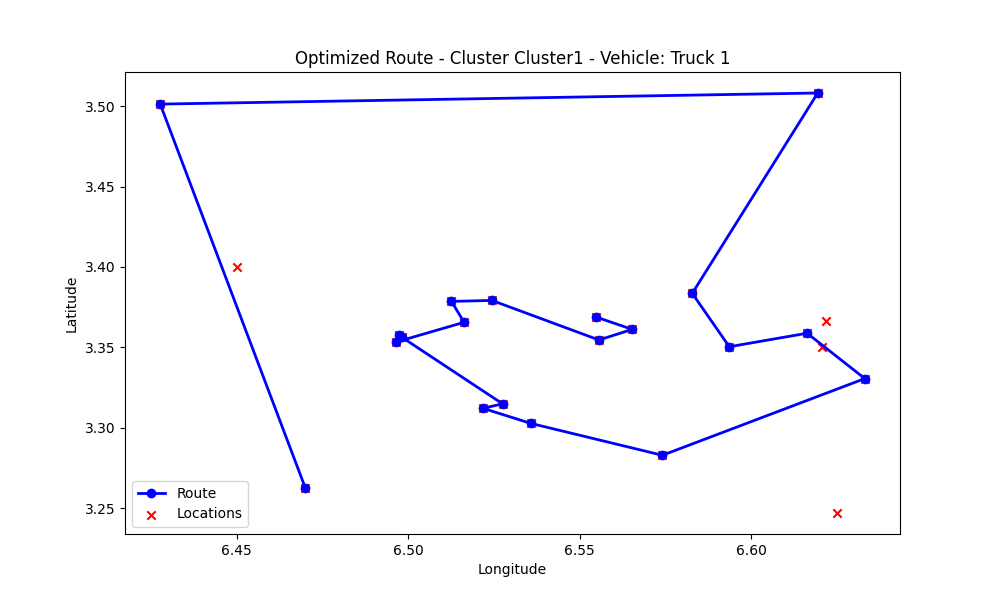 Optimized Route - Cluster Cluster1 - Vehicle: Truck 1
3.50
3.45
3.40
3.35
3.30
3.25
Latitude
Route
Locations
6.45 6.50 6.55 6.60
Longitude